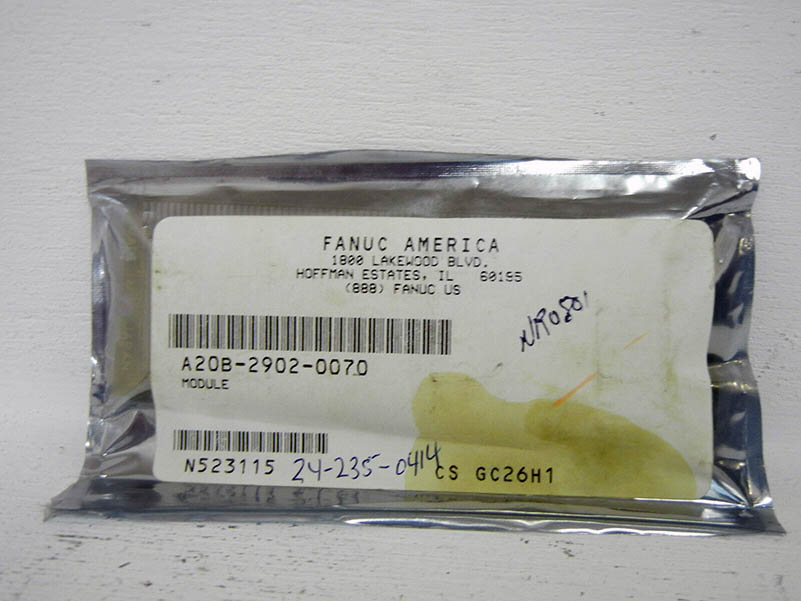 FANUC AMERICA
1800 LAKEWOOD BLVD.
HOFFMAN ESTATES, IL 60195
(888) FANUC US
A20B-2902-0070
MODULE
N523115 24-235-0414 CS GC26H1